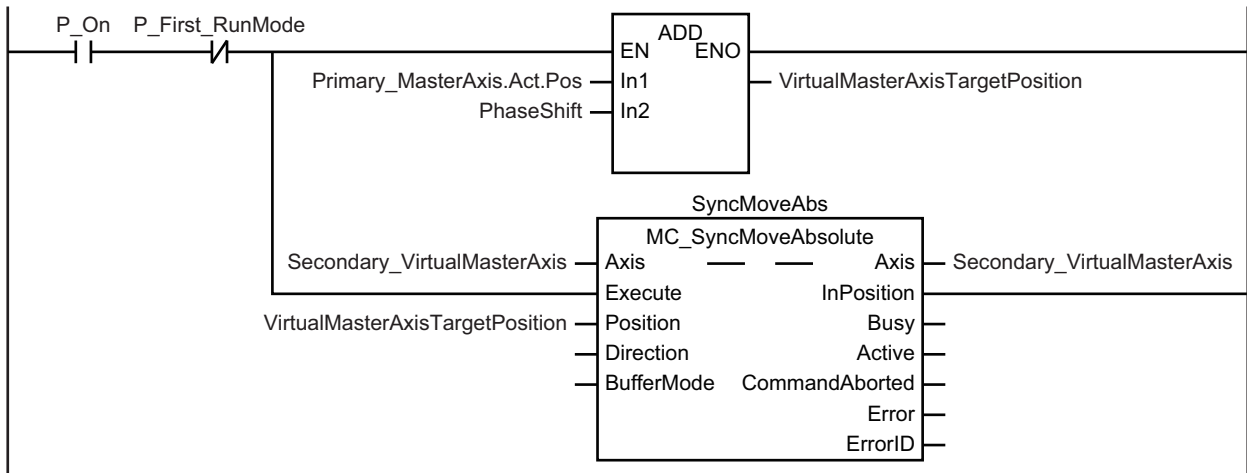 P_On P_First_RunMode
ADD
EN ENO
Primary_MasterAxis.Act.Pos In1 VirtualMasterAxisTargetPosition
PhaseShift In2
SyncMoveAbs
MC_SyncMoveAbsolute
Secondary_VirtualMasterAxis Axis Axis Secondary_VirtualMasterAxis
Execute InPosition
VirtualMasterAxisTargetPosition Position Busy
Direction Active
BufferMode CommandAborted
Error
ErrorID